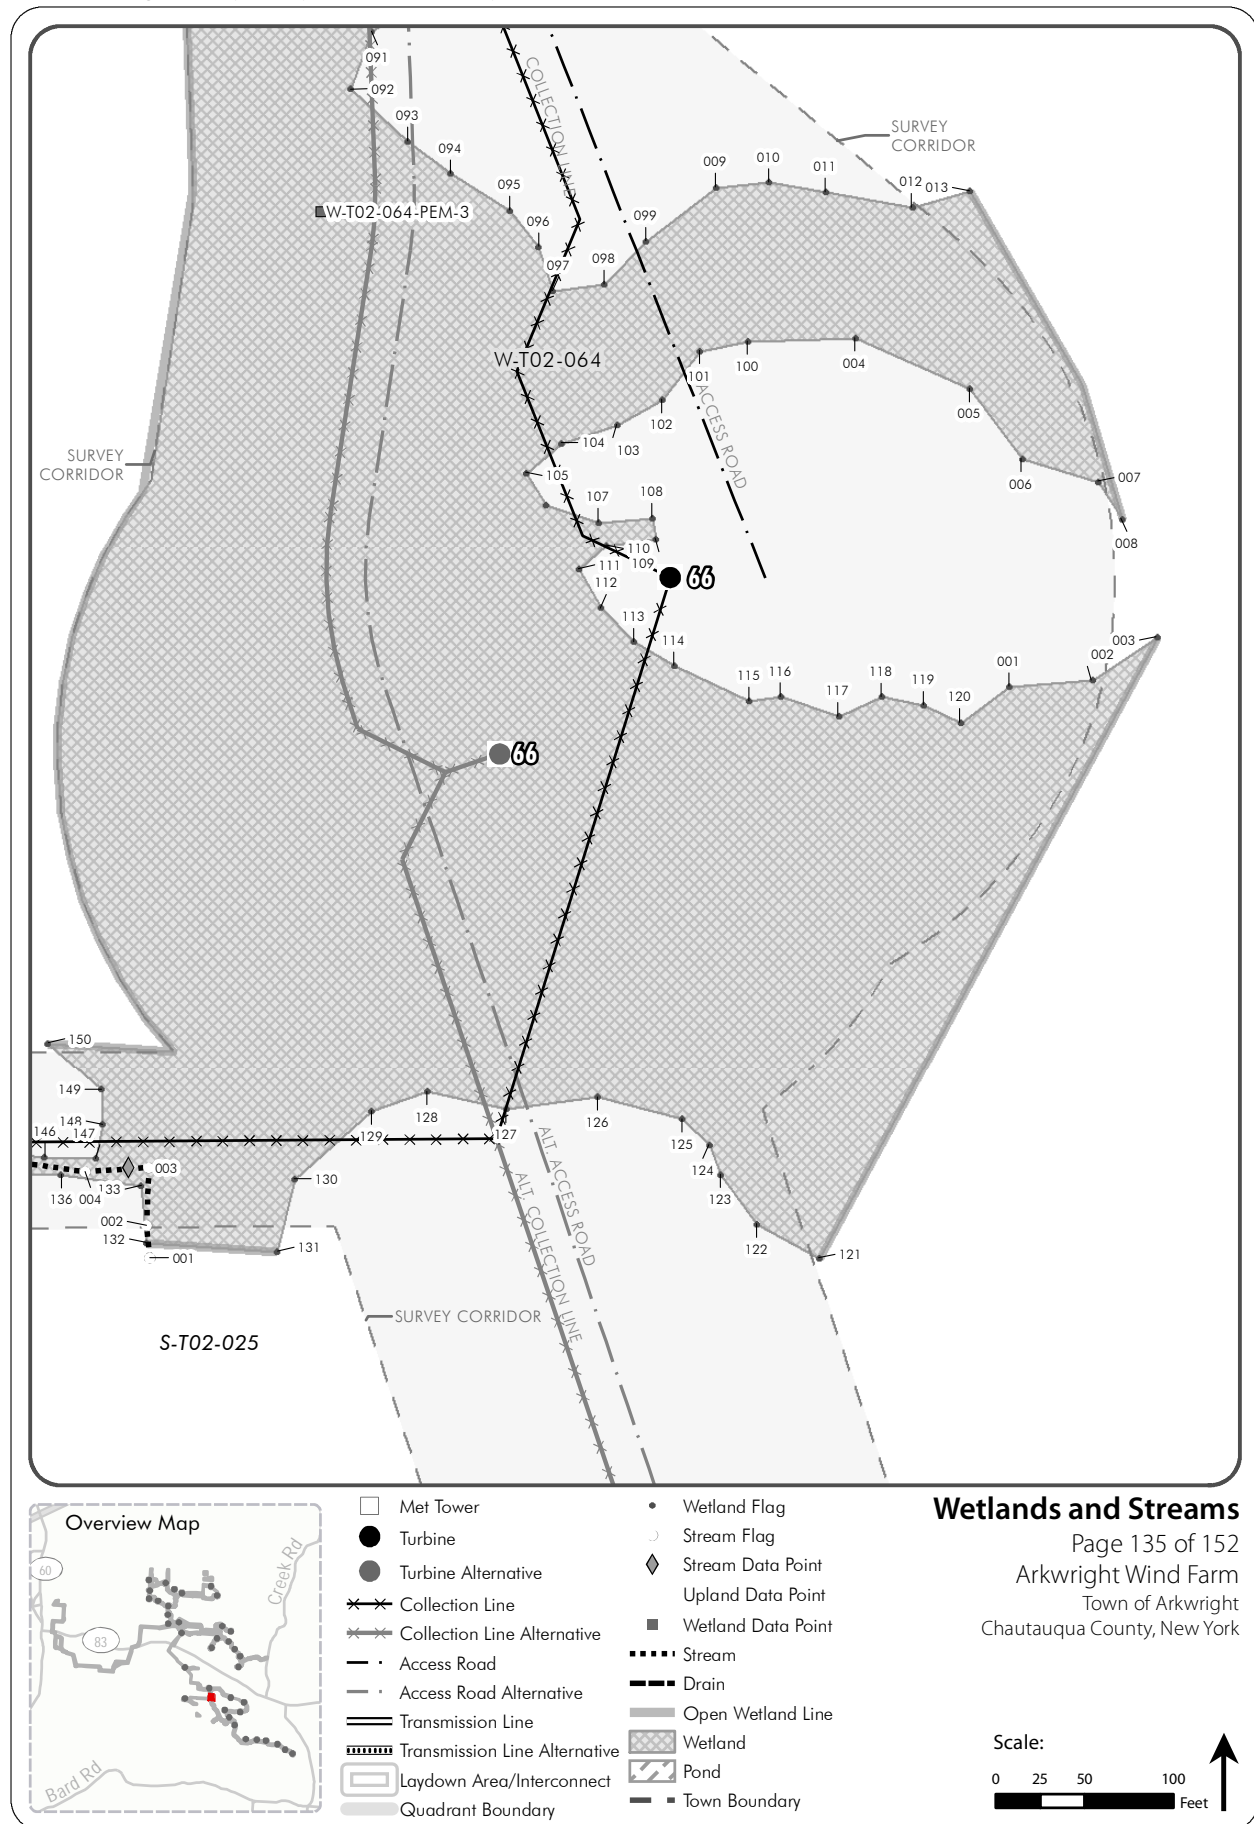 091
092
093
094
095
096
097
098
099
009
010
011
012
013
COLLECTION LINE
SURVEY
CORRIDOR
W-T02-064-PEM-3
W-T02-064
101
100
004
005
006
007
008
ACCESS ROAD
102
103
104
105
107
108
SURVEY
CORRIDOR
110
109
111
112
113
114
66
115
116
117
118
119
120
001
002
003
66
150
149
148
146
147
129
128
127
126
125
124
123
122
121
130
131
003
133
136
004
002
132
001
ALT. ACCESS ROAD
ALT. COLLECTION LINE
SURVEY CORRIDOR
S-T02-025
Overview Map
60
83
Creek Rd
Bard Rd
Met Tower
Turbine
Turbine Alternative
Collection Line
Collection Line Alternative
Access Road
Access Road Alternative
Transmission Line
Transmission Line Alternative
Laydown Area/Interconnect
Quadrant Boundary
Wetland Flag
Stream Flag
Stream Data Point
Upland Data Point
Wetland Data Point
Stream
Drain
Open Wetland Line
Wetland
Pond
Town Boundary
Wetlands and Streams
Page 135 of 152
Arkwright Wind Farm
Town of Arkwright
Chautauqua County, New York
Scale:
0 25 50 100
Feet